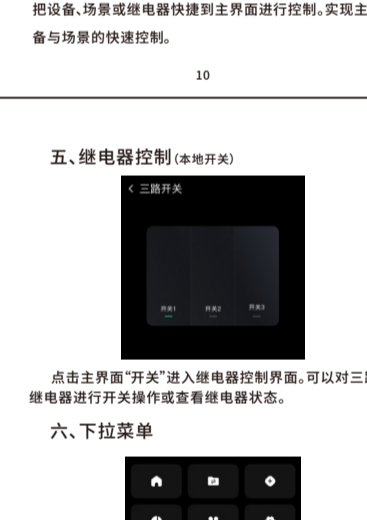 把设备、场景或继电器快捷到主界面进行控制。实现主
备与场景的快速控制。
10
五、继电器控制(本地开关)
三路开关
开关1 开关2 开关3
点击主界面“开关”进入继电器控制界面。可以对三
继电器进行开关操作或查看继电器状态。
六、下拉菜单